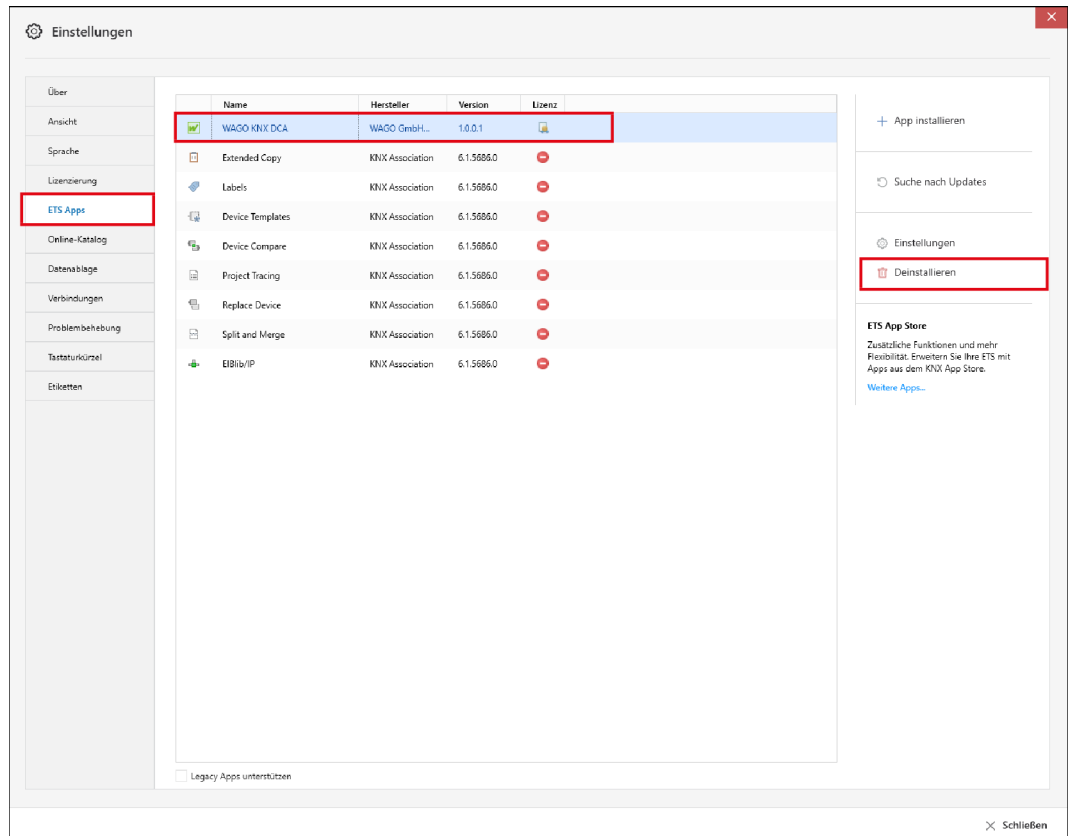 Einstellungen
Über
Ansicht
Sprache
Lizenzierung
ETS Apps
Online-Katalog
Datenablage
Verbindungen
Problembehebung
Tastaturkürzel
Etiketten
Name Hersteller Version Lizenz
WAGO KNX DCA WAGO GmbH... 1.0.0.1
Extended Copy KNX Association 6.1.5686.0
Labels KNX Association 6.1.5686.0
Device Templates KNX Association 6.1.5686.0
Device Compare KNX Association 6.1.5686.0
Project Tracing KNX Association 6.1.5686.0
Replace Device KNX Association 6.1.5686.0
Split and Merge KNX Association 6.1.5686.0
EIBlib/IP KNX Association 6.1.5686.0
Legacy Apps unterstützen
App installieren
Suche nach Updates
Einstellungen
Deinstallieren
ETS App Store
Zusätzliche Funktionen und mehr
Flexibilität. Erweitern Sie Ihre ETS mit
Apps aus dem KNX App Store.
Weitere Apps...
Schließen